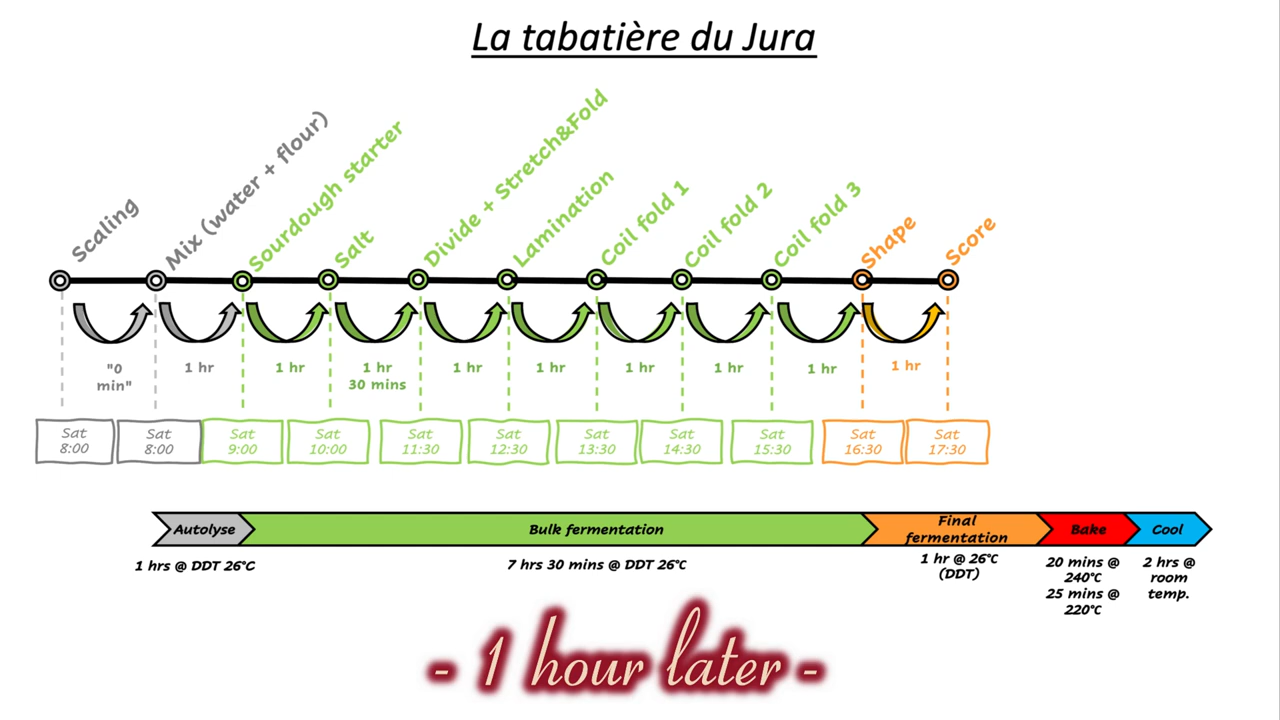 La tabatière du Jura
Scaling
Mix (water + flour)
Sourdough starter
Salt
Divide + Stretch&Fold
Lamination
Coil fold 1
Coil fold 2
Coil fold 3
Shape
Score
"0
min"
1 hr
1 hr
1 hr
30 mins
1 hr
1 hr
1 hr
1 hr
1 hr
1 hr
Sat
8:00
Sat
8:00
Sat
9:00
Sat
10:00
Sat
11:30
Sat
12:30
Sat
13:30
Sat
14:30
Sat
15:30
Sat
16:30
Sat
17:30
Autolyse
Bulk fermentation
Final
fermentation
Bake
Cool
1 hrs @ DDT 26°C
7 hrs 30 mins @ DDT 26°C
1 hr @ 26°C
(DDT)
20 mins @
240°C
25 mins @
220°C
2 hrs @
room
temp.
- 1 hour later -